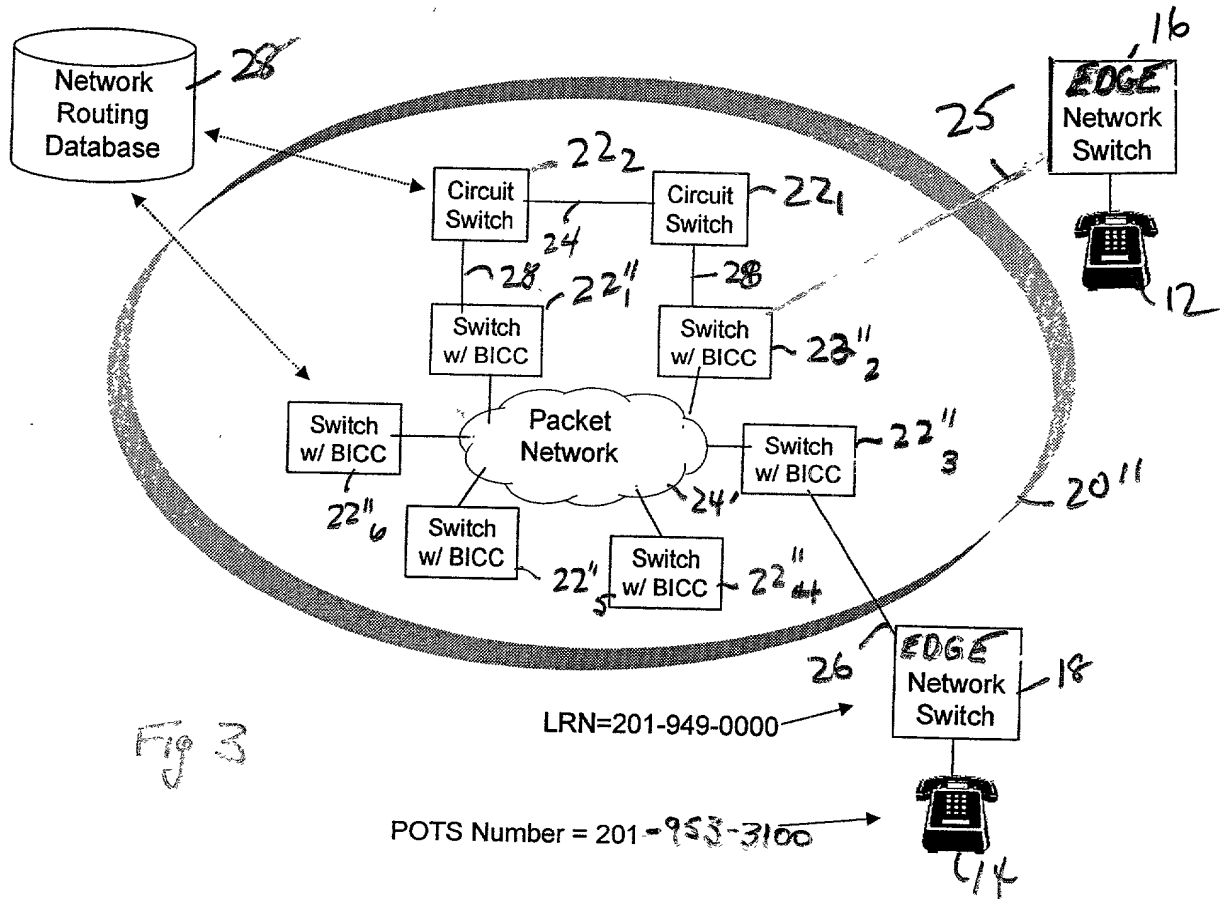 28
Network
Routing
Database
16
EDGE
Network
Switch
25
12
22₂
Circuit
Switch
24
Circuit
Switch
22₁
28
22″₁
28
Switch
w/ BICC
Switch
w/ BICC
22″₂
Packet
Network
24′
Switch
w/ BICC
22″₆
Switch
w/ BICC
22″₃
20″
Switch
w/ BICC
22″₅
Switch
w/ BICC
22″₄
26
EDGE
Network
Switch
18
LRN=201-949-0000
Fig 3
POTS Number = 201-953-3100
14